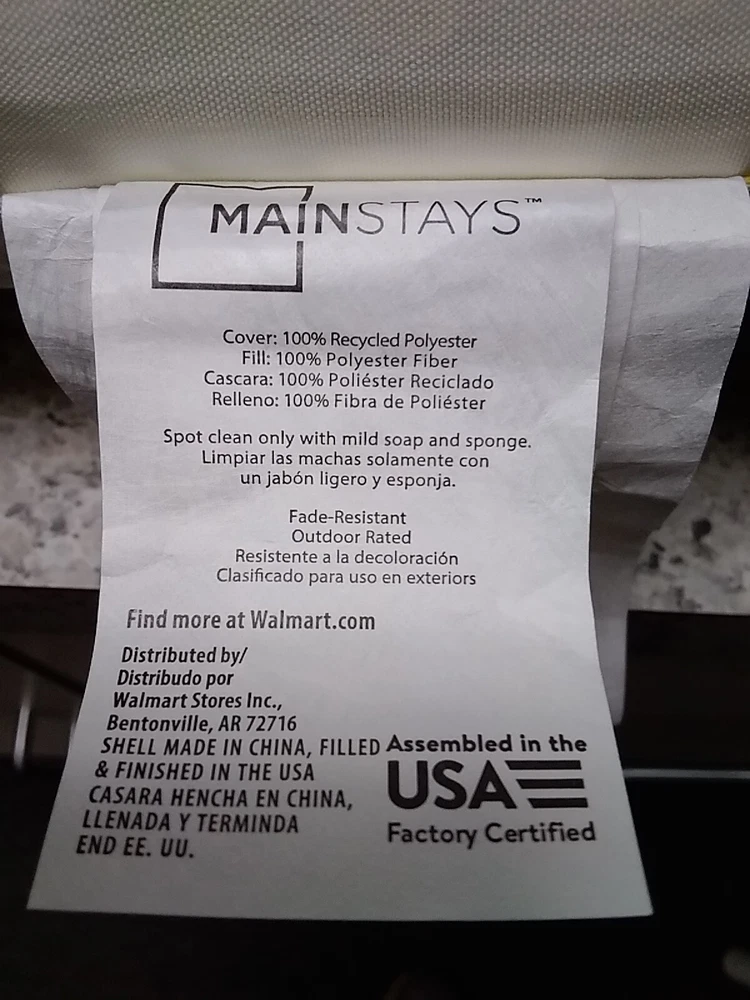 MAINSTAYS™
Cover: 100% Recycled Polyester
Fill: 100% Polyester Fiber
Cascara: 100% Poliéster Reciclado
Relleno: 100% Fibra de Poliéster
Spot clean only with mild soap and sponge.
Limpiar las machas solamente con
un jabón ligero y esponja.
Fade-Resistant
Outdoor Rated
Resistente a la decoloración
Clasificado para uso en exteriors
Find more at Walmart.com
Distributed by/
Distribudo por
Walmart Stores Inc.,
Bentonville, AR 72716
SHELL MADE IN CHINA, FILLED
& FINISHED IN THE USA
CASARA HENCHA EN CHINA,
LLENADA Y TERMINDA
END EE. UU.
Assembled in the
USA
Factory Certified